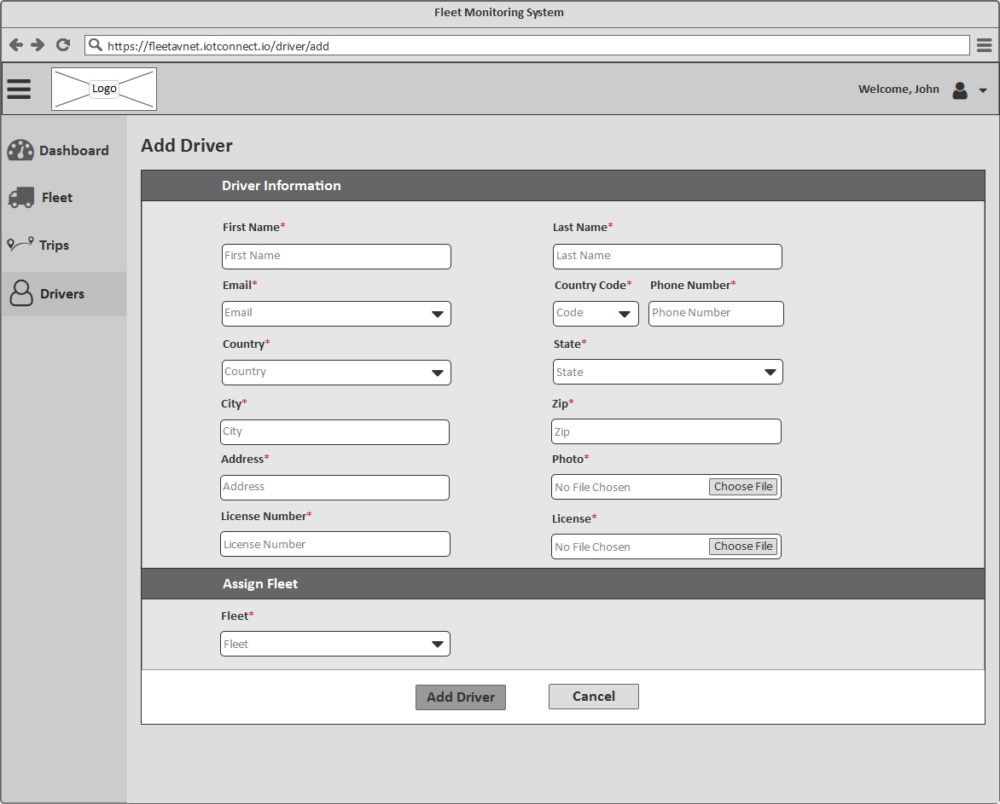 Fleet Monitoring System
https://fleetavnet.iotconnect.io/driver/add
Logo
Welcome, John
Dashboard
Fleet
Trips
Drivers
Add Driver
Driver Information
First Name* Last Name*
First Name Last Name
Email* Country Code* Phone Number*
Email Code Phone Number
Country* State*
Country State
City* Zip*
City Zip
Address* Photo*
Address No File Chosen Choose File
License Number* License*
License Number No File Chosen Choose File
Assign Fleet
Fleet*
Fleet
Add Driver Cancel